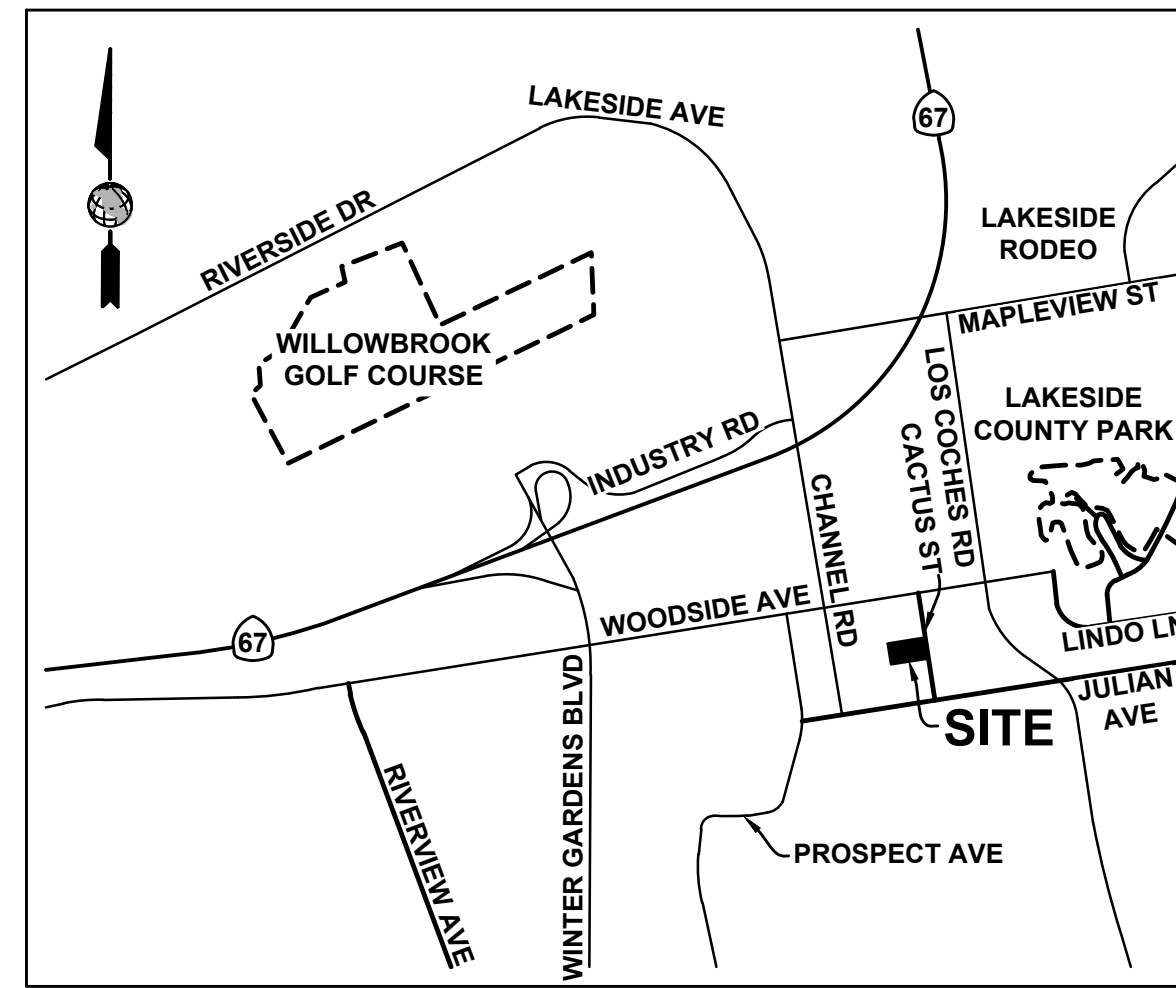 LAKESIDE AVE
67
RIVERSIDE DR
LAKESIDE
RODEO
MAPLEVIEW ST
WILLOWBROOK
GOLF COURSE
LOS COCHES RD
CACTUS ST
LAKESIDE
COUNTY PARK
INDUSTRY RD
CHANNEL RD
WOODSIDE AVE
67
LINDO LN
JULIAN
AVE
SITE
WINTER GARDENS BLVD
RIVERVIEW AVE
PROSPECT AVE